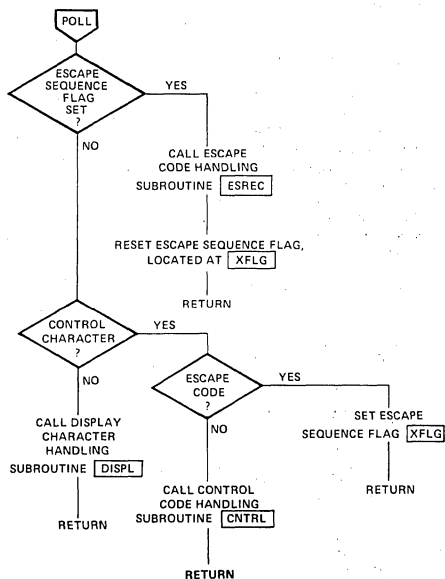 POLL
ESCAPE
SEQUENCE
FLAG
SET
?
YES
NO
CALL ESCAPE
CODE HANDLING
SUBROUTINE ESREC
RESET ESCAPE SEQUENCE FLAG,
LOCATED AT XFLG
RETURN
CONTROL
CHARACTER
?
YES
NO
ESCAPE
CODE
?
YES
NO
CALL DISPLAY
CHARACTER
HANDLING
SUBROUTINE DISPL
RETURN
SET ESCAPE
SEQUENCE FLAG XFLG
RETURN
CALL CONTROL
CODE HANDLING
SUBROUTINE CNTRL
RETURN